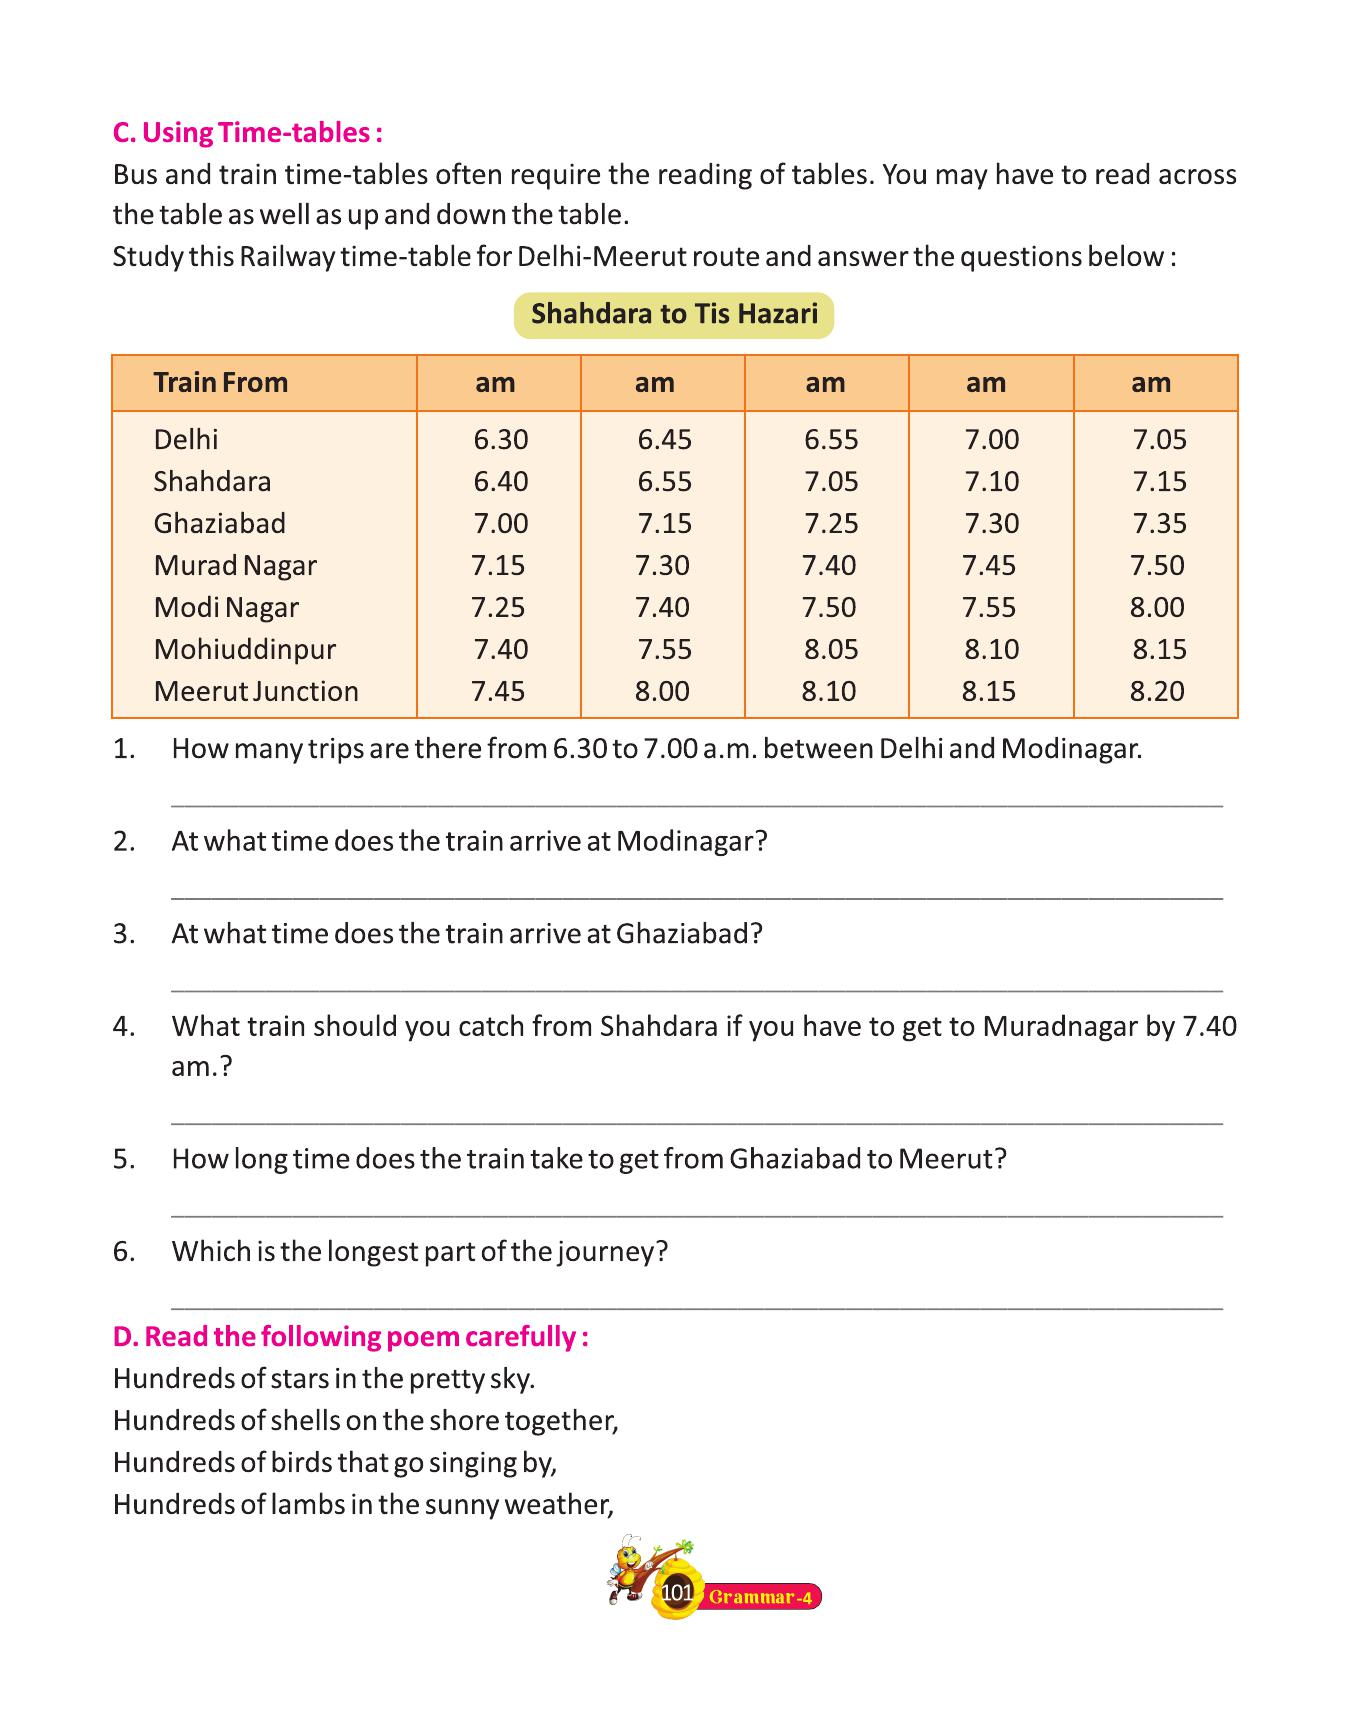 C. Using Time-tables :
Bus and train time-tables often require the reading of tables. You may have to read across
the table as well as up and down the table.
Study this Railway time-table for Delhi-Meerut route and answer the questions below :
Shahdara to Tis Hazari
Train From am am am am am
Delhi 6.30 6.45 6.55 7.00 7.05
Shahdara 6.40 6.55 7.05 7.10 7.15
Ghaziabad 7.00 7.15 7.25 7.30 7.35
Murad Nagar 7.15 7.30 7.40 7.45 7.50
Modi Nagar 7.25 7.40 7.50 7.55 8.00
Mohiuddinpur 7.40 7.55 8.05 8.10 8.15
Meerut Junction 7.45 8.00 8.10 8.15 8.20
1. How many trips are there from 6.30 to 7.00 a.m. between Delhi and Modinagar.
2. At what time does the train arrive at Modinagar?
3. At what time does the train arrive at Ghaziabad?
4. What train should you catch from Shahdara if you have to get to Muradnagar by 7.40
am.?
5. How long time does the train take to get from Ghaziabad to Meerut?
6. Which is the longest part of the journey?
D. Read the following poem carefully :
Hundreds of stars in the pretty sky.
Hundreds of shells on the shore together,
Hundreds of birds that go singing by,
Hundreds of lambs in the sunny weather,
101 Grammar-4